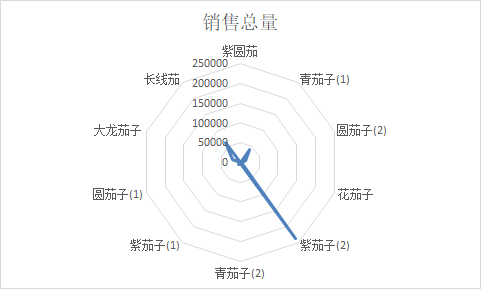 销售总量
紫圆茄
250000
200000
150000
100000
50000
0
青茄子(1)
圆茄子(2)
花茄子
紫茄子(2)
青茄子(2)
紫茄子(1)
圆茄子(1)
大龙茄子
长线茄